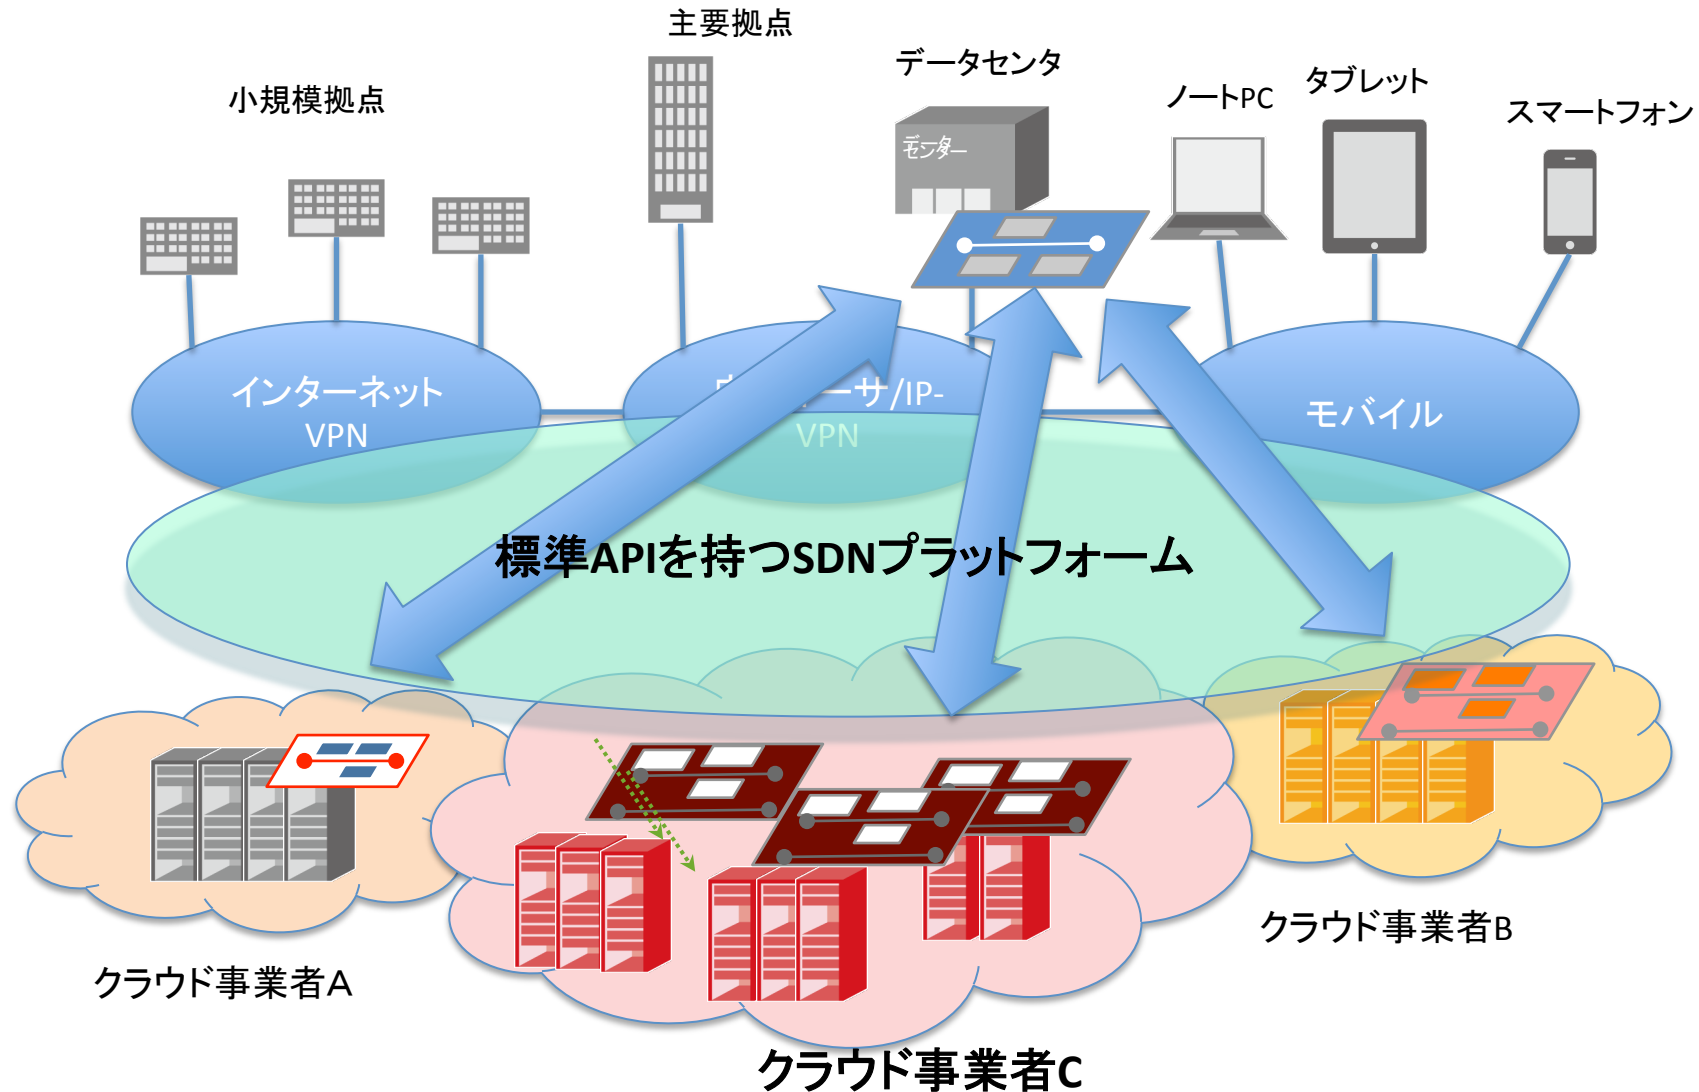 主要拠点
データセンタ
小規模拠点
ノートPC
タブレット
スマートフォン
データ
センター
インターネット
VPN
ーサ/IP-
VPN
モバイル
標準APIを持つSDNプラットフォーム
クラウド事業者A
クラウド事業者B
クラウド事業者C